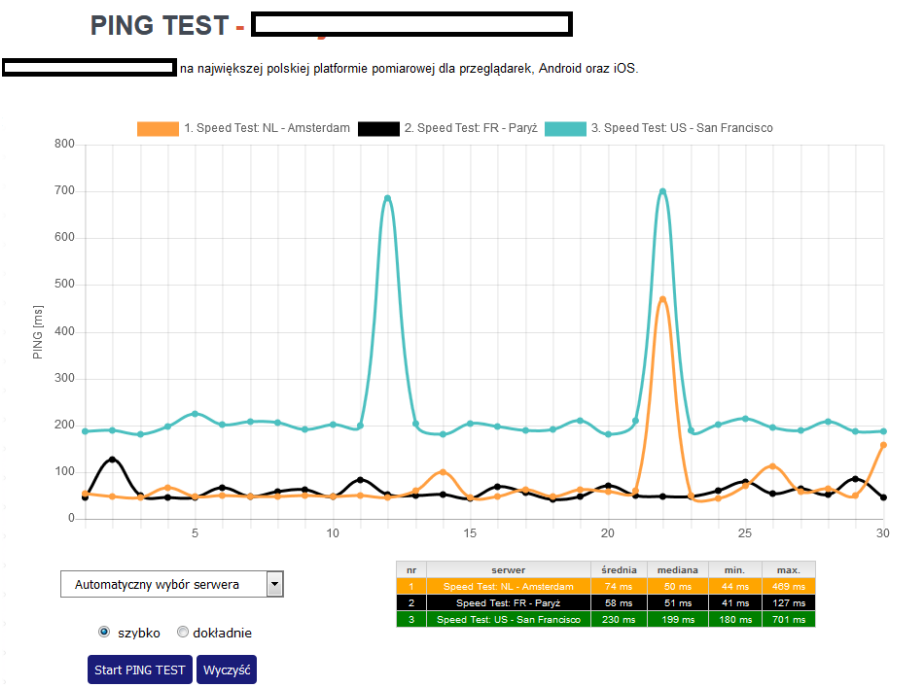 PING TEST -
na największej polskiej platformie pomiarowej dla przeglądarek, Android oraz iOS.
1. Speed Test: NL - Amsterdam 2. Speed Test: FR - Paryż 3. Speed Test: US - San Francisco
800
700
600
500
400
300
200
100
0
PING [ms]
5 10 15 20 25 30
Automatyczny wybór serwera
szybko dokładnie
Start PING TEST Wyczyść
nr serwer średnia mediana min. max.
1 Speed Test: NL - Amsterdam 74 ms 50 ms 44 ms 469 ms
2 Speed Test: FR - Paryż 58 ms 51 ms 41 ms 127 ms
3 Speed Test: US - San Francisco 230 ms 199 ms 180 ms 701 ms